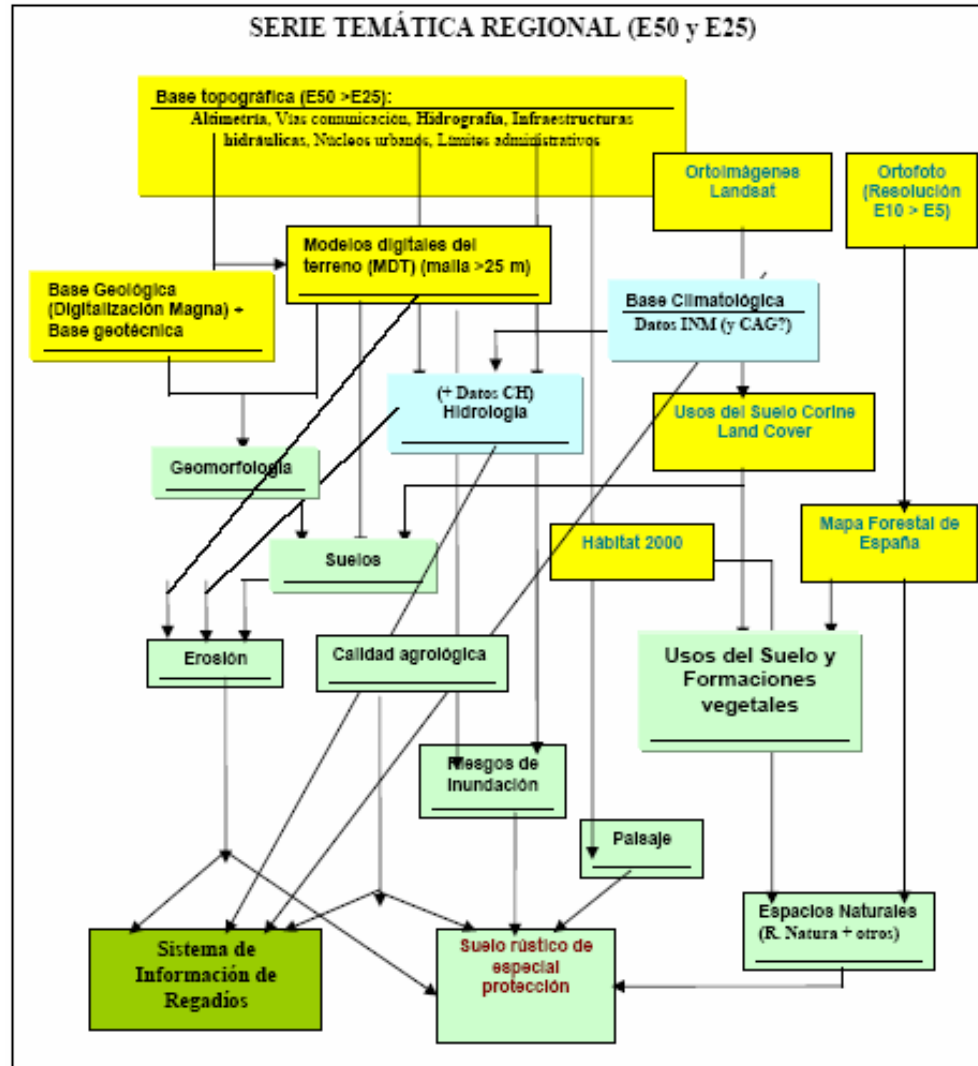 SERIE TEMÁTICA REGIONAL (E50 y E25)
Base topográfica (E50 >E25):
Altimetría, Vías comunicación, Hidrografía, Infraestructuras
hidráulicas, Núcleos urbanos, Límites administrativos
Ortoimágenes
Landsat
Ortofoto
(Resolución
E10 > E5)
Modelos digitales del
terreno (MDT) (malla >25 m)
Base Geológica
(Digitalización Magna) +
Base geotécnica
Base Climatológica
Datos INM (y CAG?)
(+ Datos CH)
Hidrología
Usos del Suelo Corine
Land Cover
Geomorfología
Suelos
Hábitat 2000
Mapa Forestal de
España
Erosión
Calidad agrológica
Usos del Suelo y
Formaciones
vegetales
Riesgos de
Inundación
Paisaje
Espacios Naturales
(R. Natura + otros)
Sistema de
Información de
Regadíos
Suelo rústico de
especial
protección